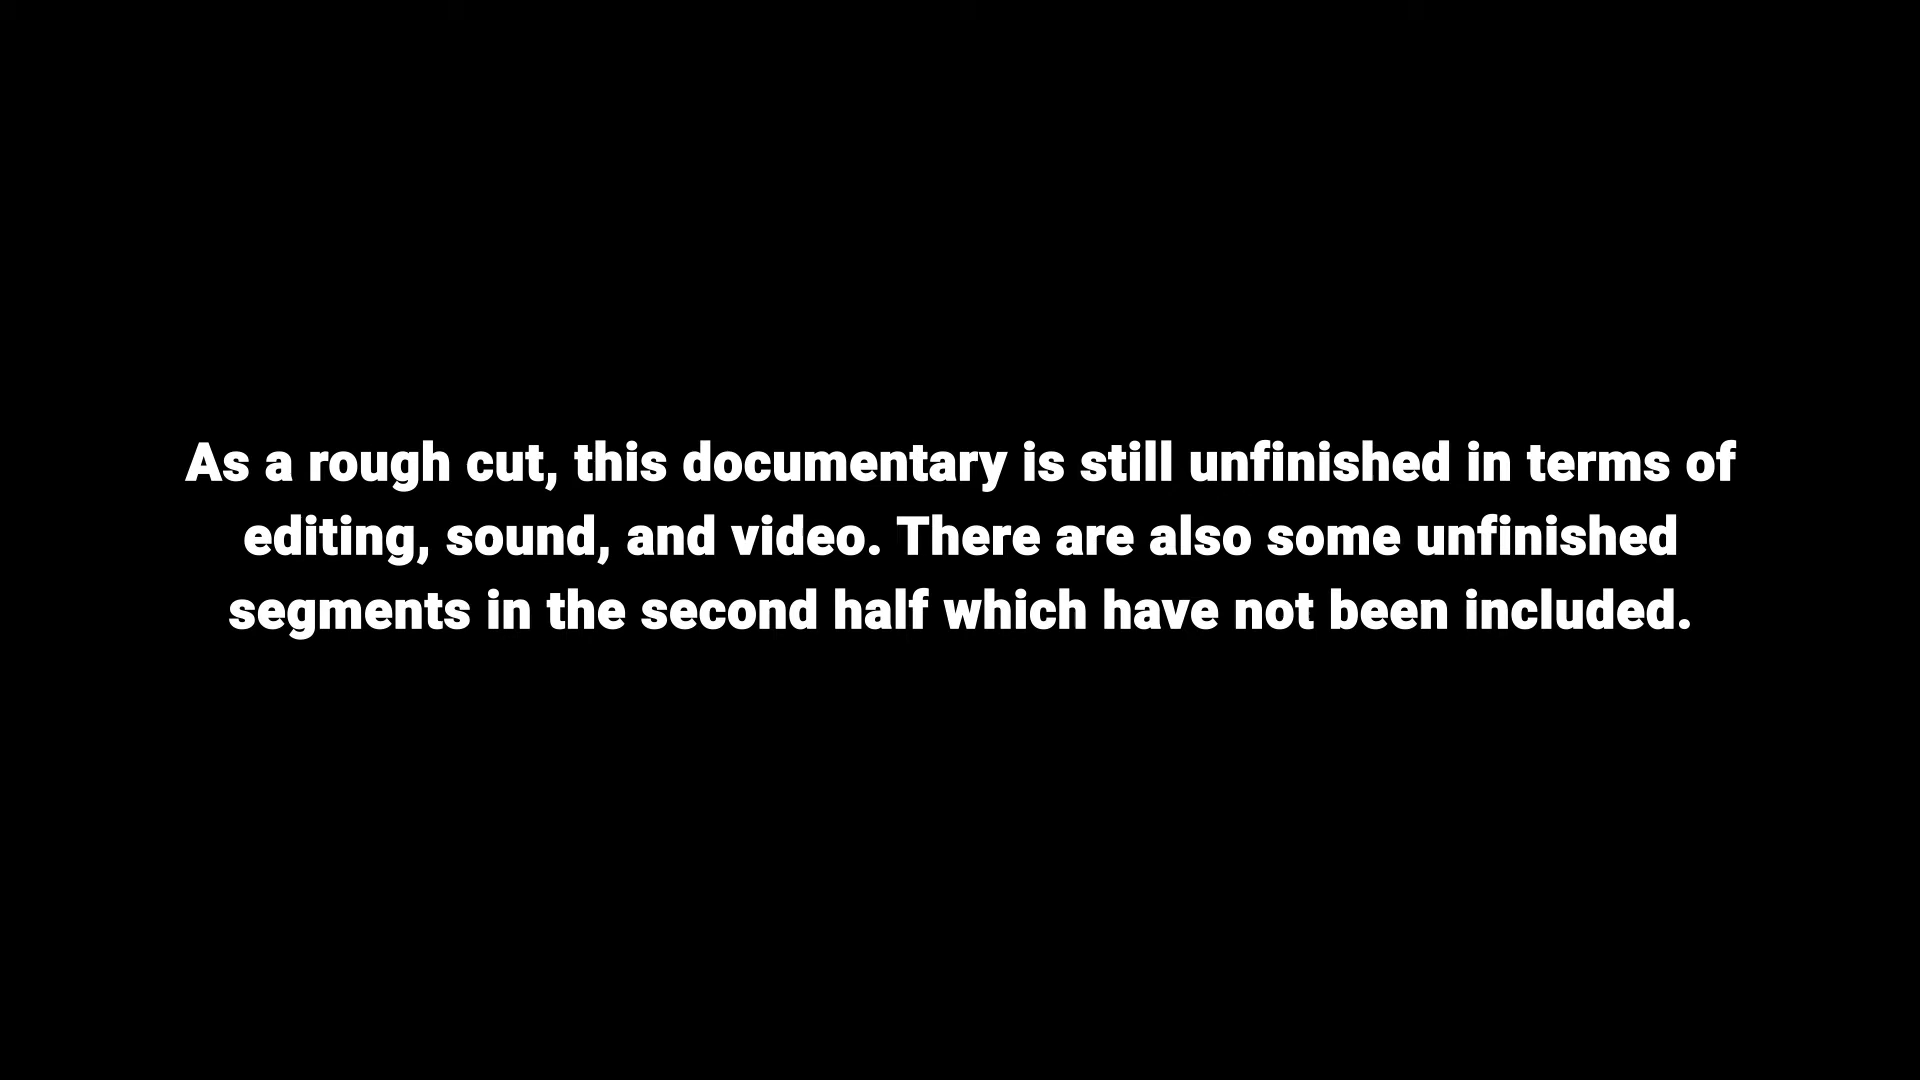 As a rough cut, this documentary is still unfinished in terms of
editing, sound, and video. There are also some unfinished
segments in the second half which have not been included.